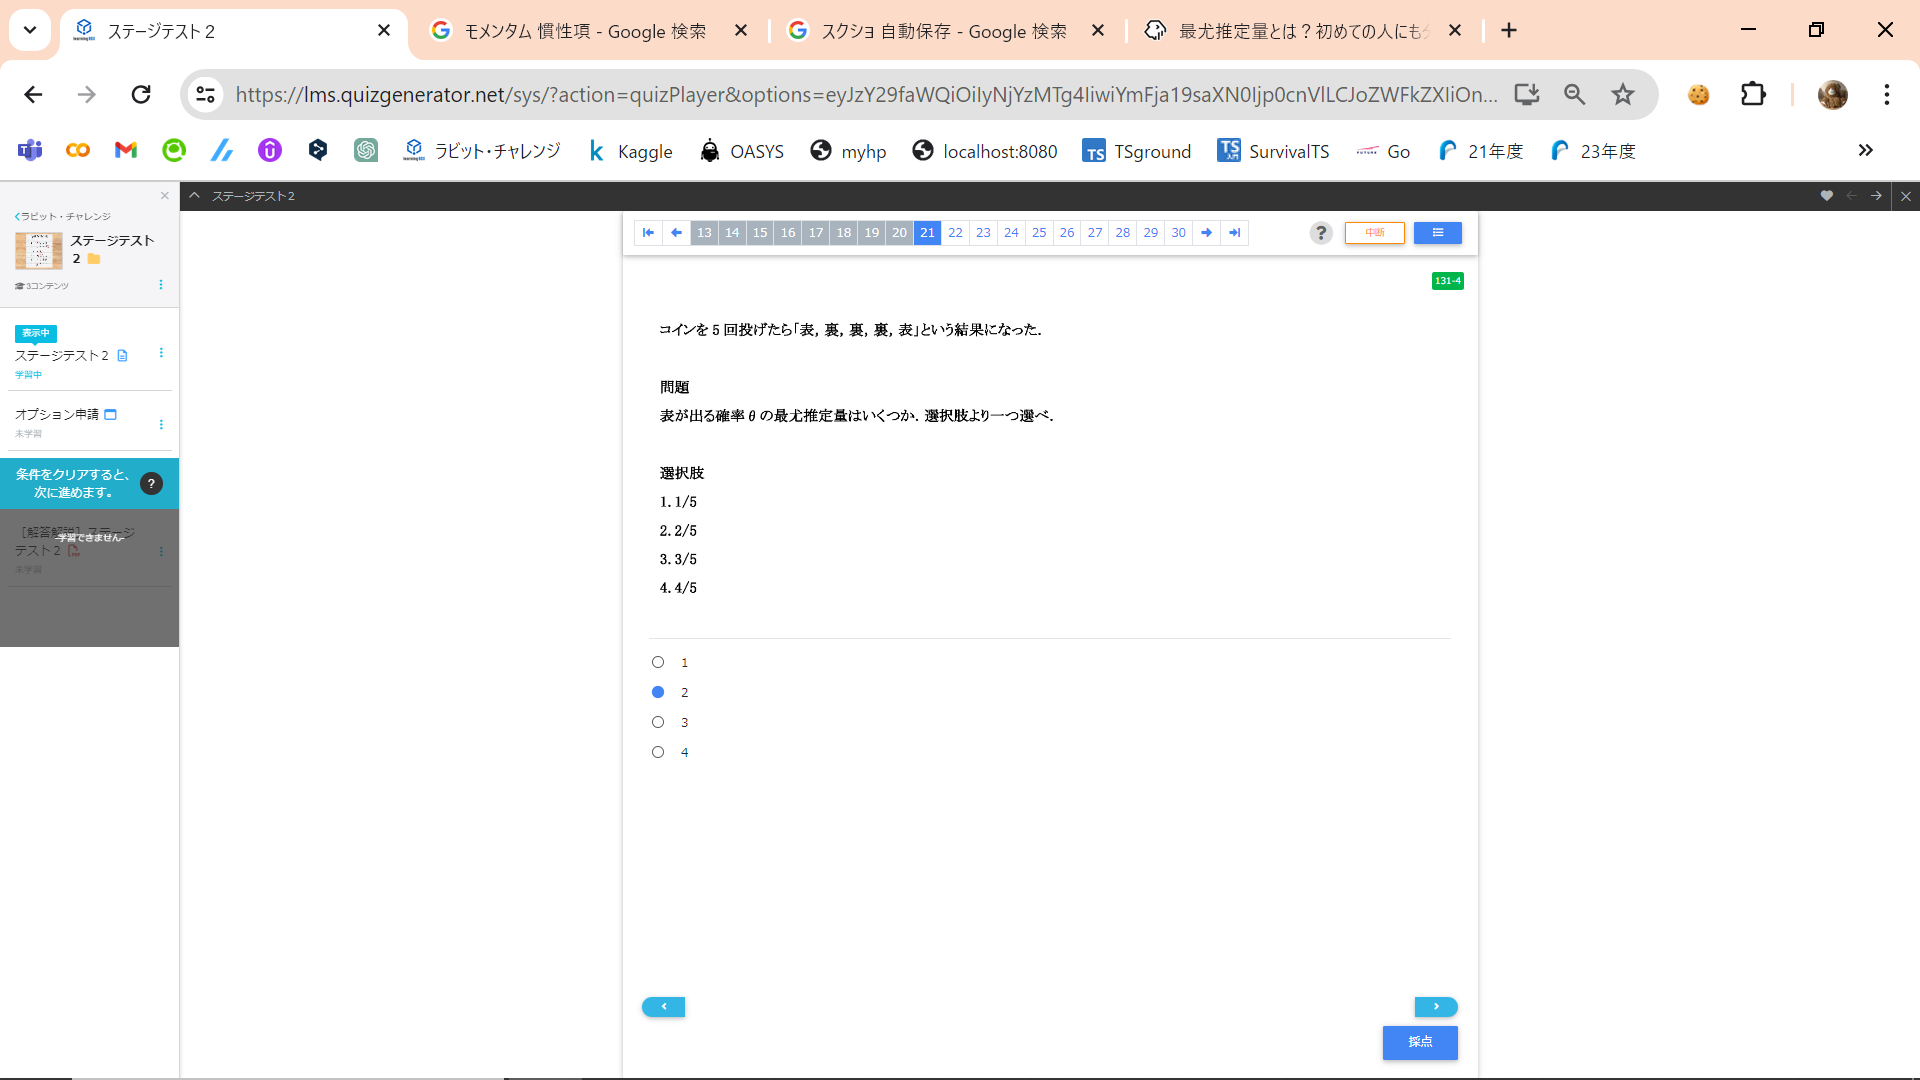 ステージテスト２
モメンタム 慣性項 - Google 検索
スクショ 自動保存 - Google 検索
最尤推定量とは？初めての人にも
https://lms.quizgenerator.net/sys/?action=quizPlayer&options=eyJzY29faWQiOiIyNjYzMTg4IiwiYmFja19saXN0Ijp0cnVlLCJoZWFkZXIiOn...
ラビット・チャレンジ
Kaggle
OASYS
myhp
localhost:8080
TSground
SurvivalTS
Go
21年度
23年度
ステージテスト２
ラビット・チャレンジ
ステージテスト
２
3コンテンツ
表示中
ステージテスト２
学習中
オプション申請
未学習
条件をクリアすると、
次に進めます。
?
［解答解説］ステージ
-学習できません-
テスト２
未学習
13 14 15 16 17 18 19 20 21 22 23 24 25 26 27 28 29 30
?
中断
131-4
コインを 5 回投げたら「表, 裏, 裏, 裏, 表」という結果になった.
問題
表が出る確率 θ の最尤推定量はいくつか. 選択肢より一つ選べ.
選択肢
1. 1/5
2. 2/5
3. 3/5
4. 4/5
1
2
3
4
採点